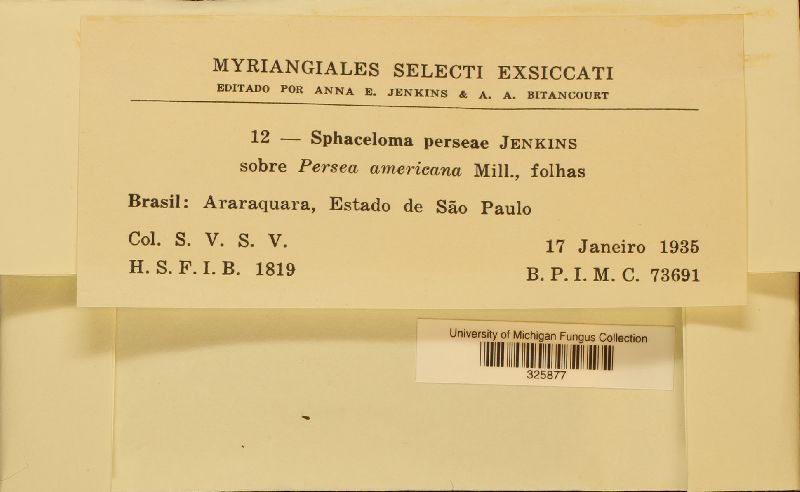 MYRIANGIALES SELECTI EXSICCATI
EDITADO POR ANNA E. JENKINS & A. A. BITANCOURT
12 — Sphaceloma perseae JENKINS
sobre Persea americana Mill., folhas
Brasil: Araraquara, Estado de São Paulo
Col. S. V. S. V. 17 Janeiro 1935
H. S. F. I. B. 1819 B. P. I. M. C. 73691
University of Michigan Fungus Collection
325877